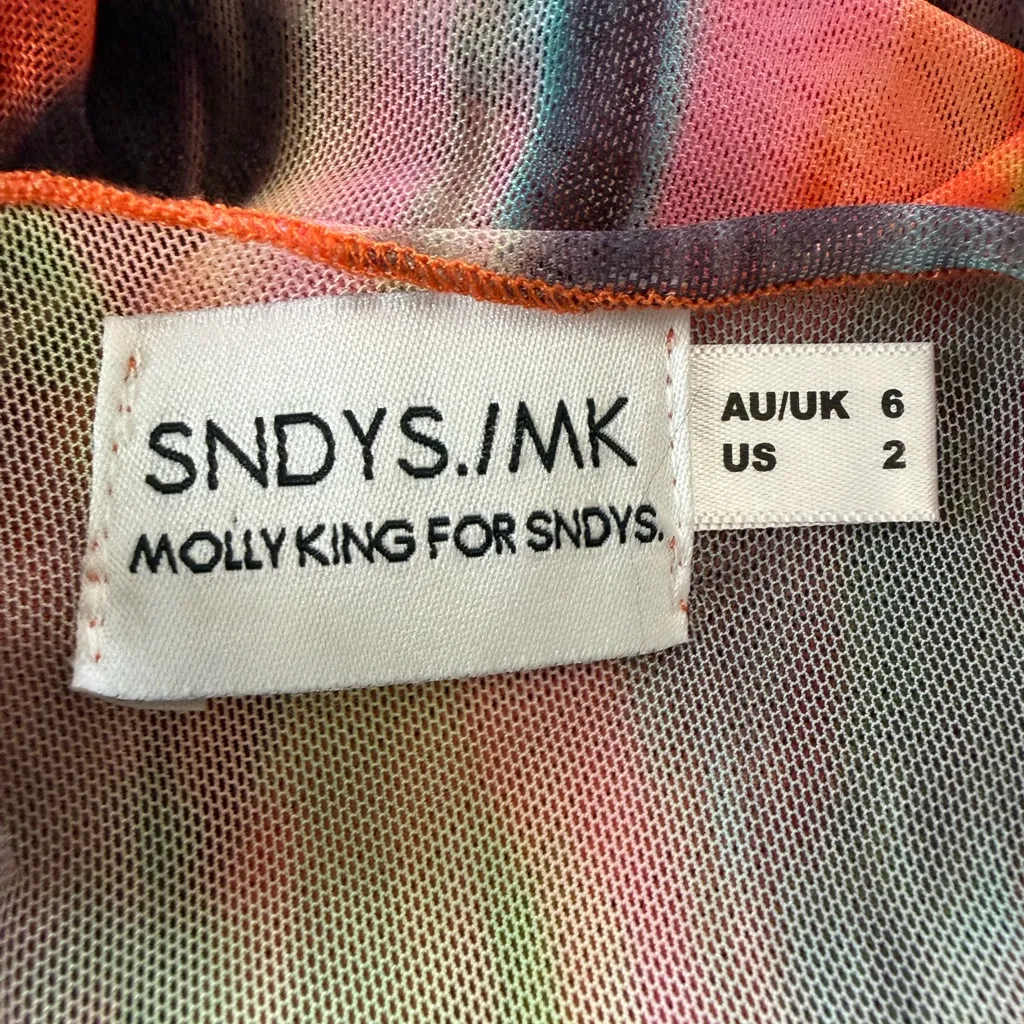 SNDYS./MK
MOLLY KING FOR SNDYS.
AU/UK 6
US 2